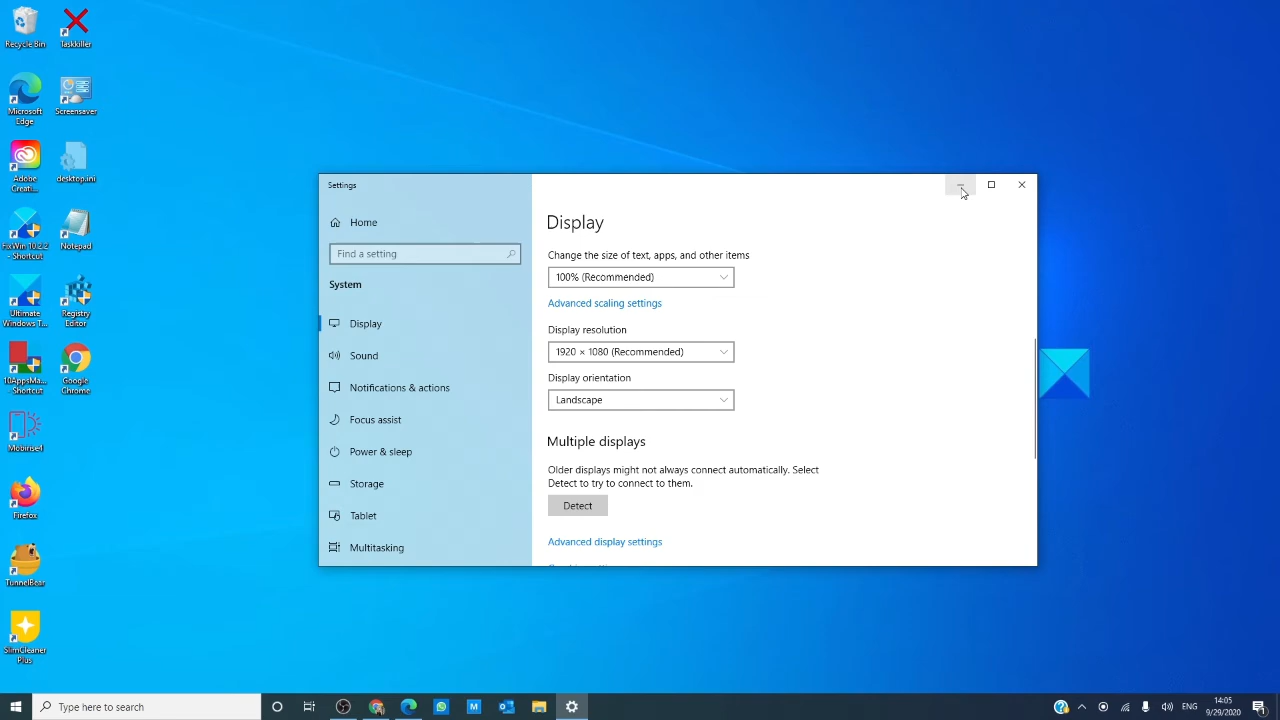 Recycle Bin
Taskkiller
Microsoft
Edge
Screensaver
Adobe
Creati...
desktop.ini
FixWin 10.2.2
- Shortcut
Notepad
Ultimate
Windows T...
Registry
Editor
10AppsMa...
- Shortcut
Google
Chrome
Mobirise4
Firefox
TunnelBear
SlimCleaner
Plus
Settings
Home
Find a setting
System
Display
Sound
Notifications & actions
Focus assist
Power & sleep
Storage
Tablet
Multitasking
Display
Change the size of text, apps, and other items
100% (Recommended)
Advanced scaling settings
Display resolution
1920 × 1080 (Recommended)
Display orientation
Landscape
Multiple displays
Older displays might not always connect automatically. Select
Detect to try to connect to them.
Detect
Advanced display settings
Type here to search
M
ENG
14:05
9/29/2020